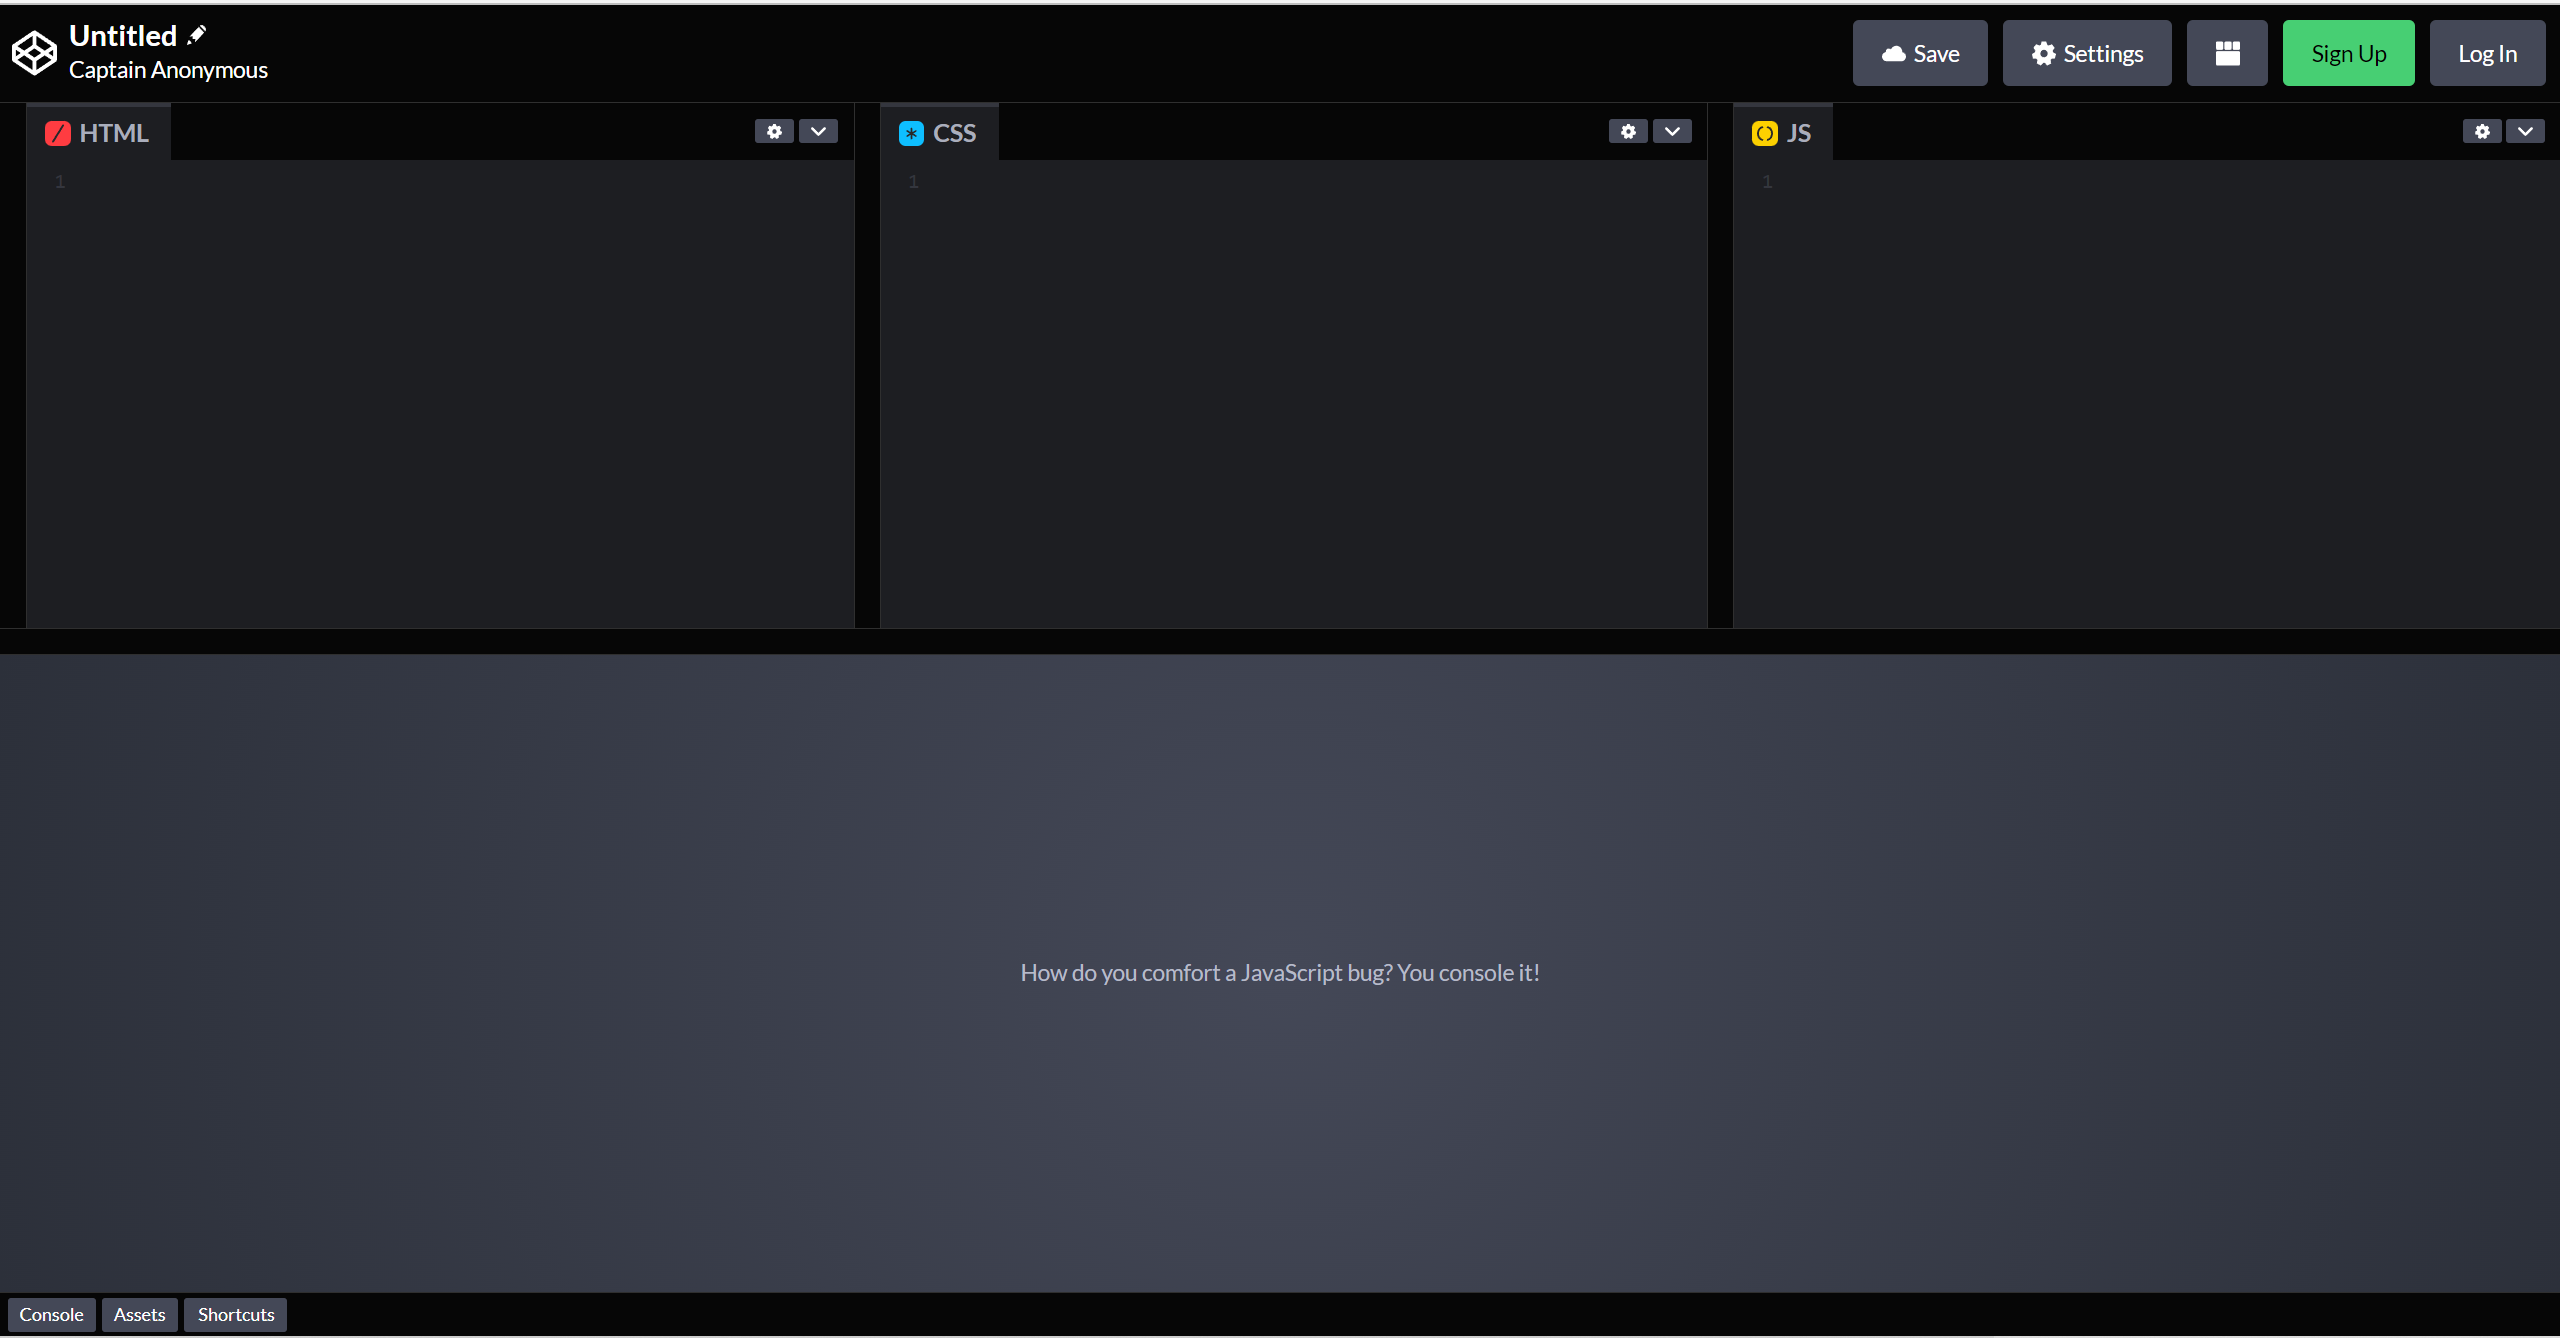 Untitled
Captain Anonymous
Save
Settings
Sign Up
Log In
HTML
CSS
JS
1
1
1
How do you comfort a JavaScript bug? You console it!
Console
Assets
Shortcuts